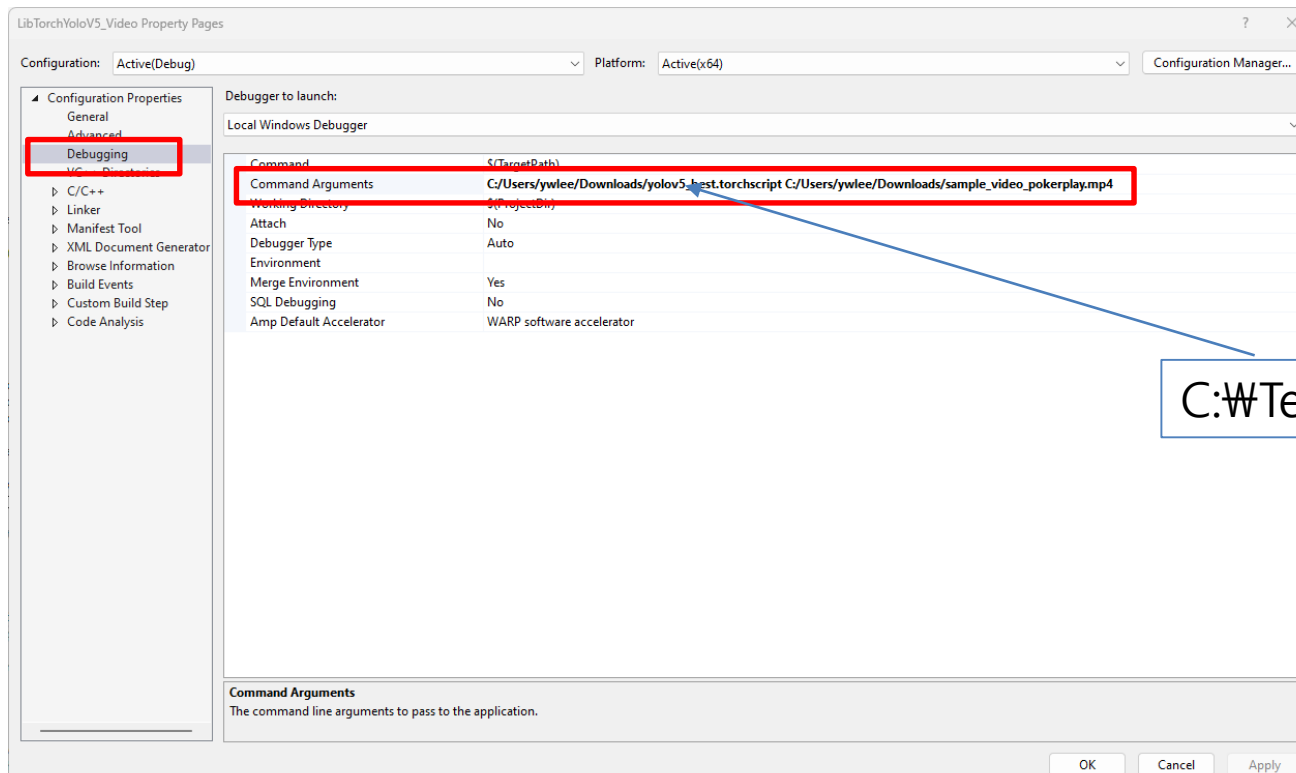 LibTorchYoloV5_Video Property Pages ? ×
Configuration: Active(Debug) Platform: Active(x64) Configuration Manager...
Configuration Properties
General
Advanced
Debugging
VC++ Directories
C/C++
Linker
Manifest Tool
XML Document Generator
Browse Information
Build Events
Custom Build Step
Code Analysis
Debugger to launch:
Local Windows Debugger
Command $(TargetPath)
Command Arguments C:/Users/ywlee/Downloads/yolov5_best.torchscript C:/Users/ywlee/Downloads/sample_video_pokerplay.mp4
Working Directory $(ProjectDir)
Attach No
Debugger Type Auto
Environment
Merge Environment Yes
SQL Debugging No
Amp Default Accelerator WARP software accelerator
C:₩Te
Command Arguments
The command line arguments to pass to the application.
OK Cancel Apply